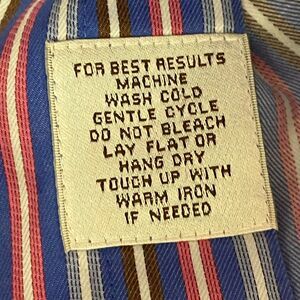 FOR BEST RESULTS
MACHINE
WASH COLD
GENTLE CYCLE
DO NOT BLEACH
LAY FLAT OR
HANG DRY
TOUCH UP WITH
WARM IRON
IF NEEDED